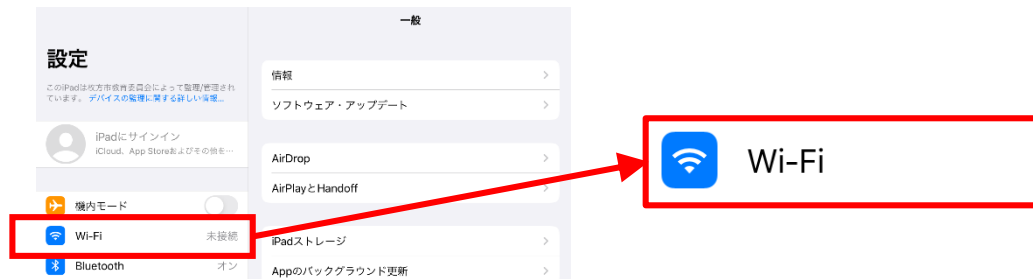 一般
設定
このiPadは枚方市教育委員会によって監理/管理され
ています。 デバイスの監理に関する詳しい情報...
iPadにサインイン
iCloud、App Storeおよびその他を…
機内モード
Wi-Fi 未接続
Bluetooth オン
情報
ソフトウェア・アップデート
AirDrop
AirPlayとHandoff
iPadストレージ
Appのバックグラウンド更新
Wi-Fi